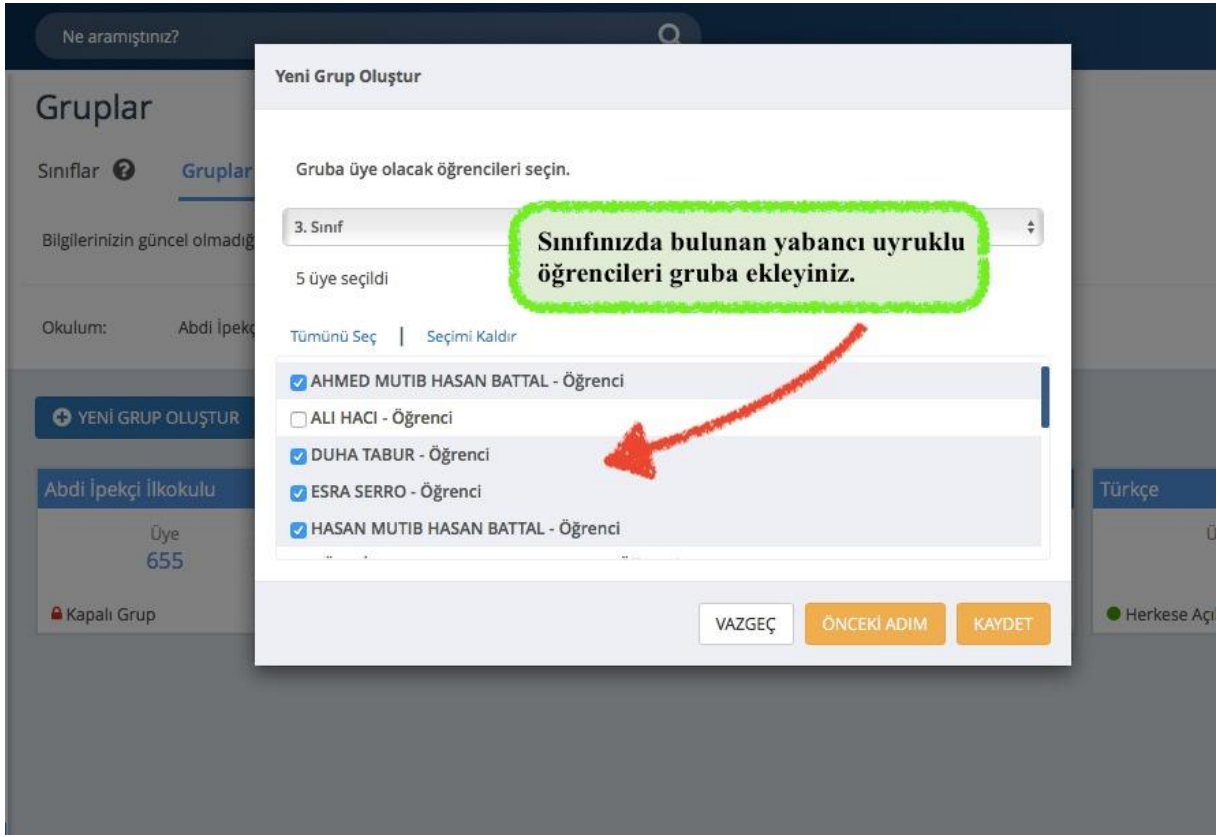 Ne aramıştınız?
Yeni Grup Oluştur
Gruplar
Sınıflar
Gruplar
Gruba üye olacak öğrencileri seçin.
Bilgilerinizin güncel
3. Sınıf
Sınıfınızda bulunan yabancı uyruklu
öğrencileri gruba ekleyiniz.
5 üye seçildi
Okulum: Abdi
Tümünü Seç | Seçimi Kaldır
AHMED MUTIB HASAN BATTAL - Öğrenci
ALI HACI - Öğrenci
DUHA TABUR - Öğrenci
ESRA SERRO - Öğrenci
HASAN MUTIB HASAN BATTAL - Öğrenci
YENİ GRUP OLUŞTUR
Abdi İpekçi İlkokulu
Üye
655
Kapalı Grup
Türkçe
Herkese
VAZGEÇ
ÖNCEKİ ADIM
KAYDET